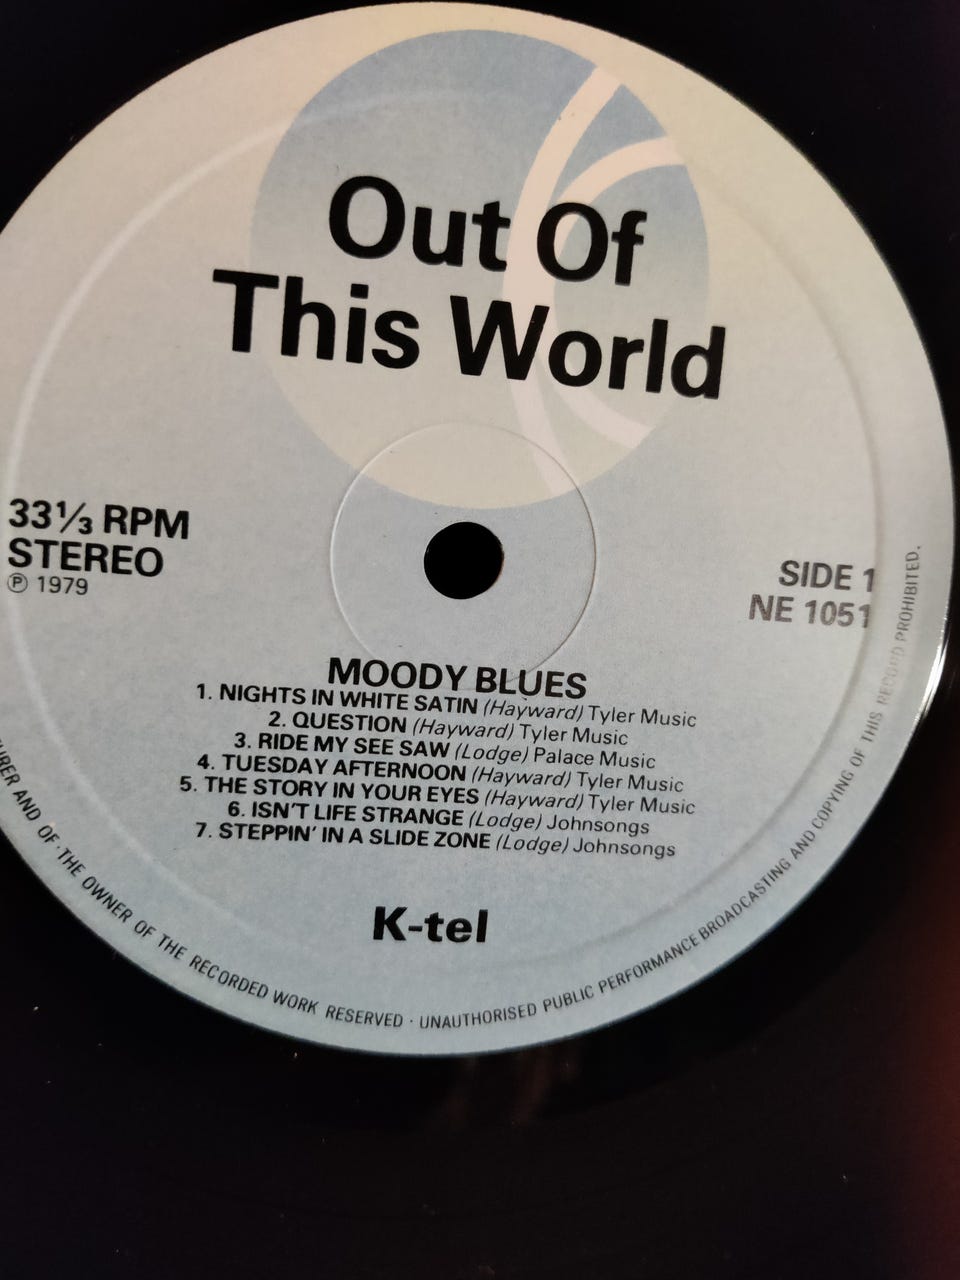 Out Of
This World
33⅓ RPM
STEREO
℗ 1979
SIDE 1
NE 1051
MOODY BLUES
1. NIGHTS IN WHITE SATIN (Hayward) Tyler Music
2. QUESTION (Hayward) Tyler Music
3. RIDE MY SEE SAW (Lodge) Palace Music
4. TUESDAY AFTERNOON (Hayward) Tyler Music
5. THE STORY IN YOUR EYES (Hayward) Tyler Music
6. ISN'T LIFE STRANGE (Lodge) Johnsongs
7. STEPPIN' IN A SLIDE ZONE (Lodge) Johnsongs
K-tel
AND OF · THE OWNER OF THE RECORDED WORK RESERVED · UNAUTHORISED PUBLIC PERFORMANCE BROADCASTING AND COPYING OF THIS RECORD PROHIBITED.